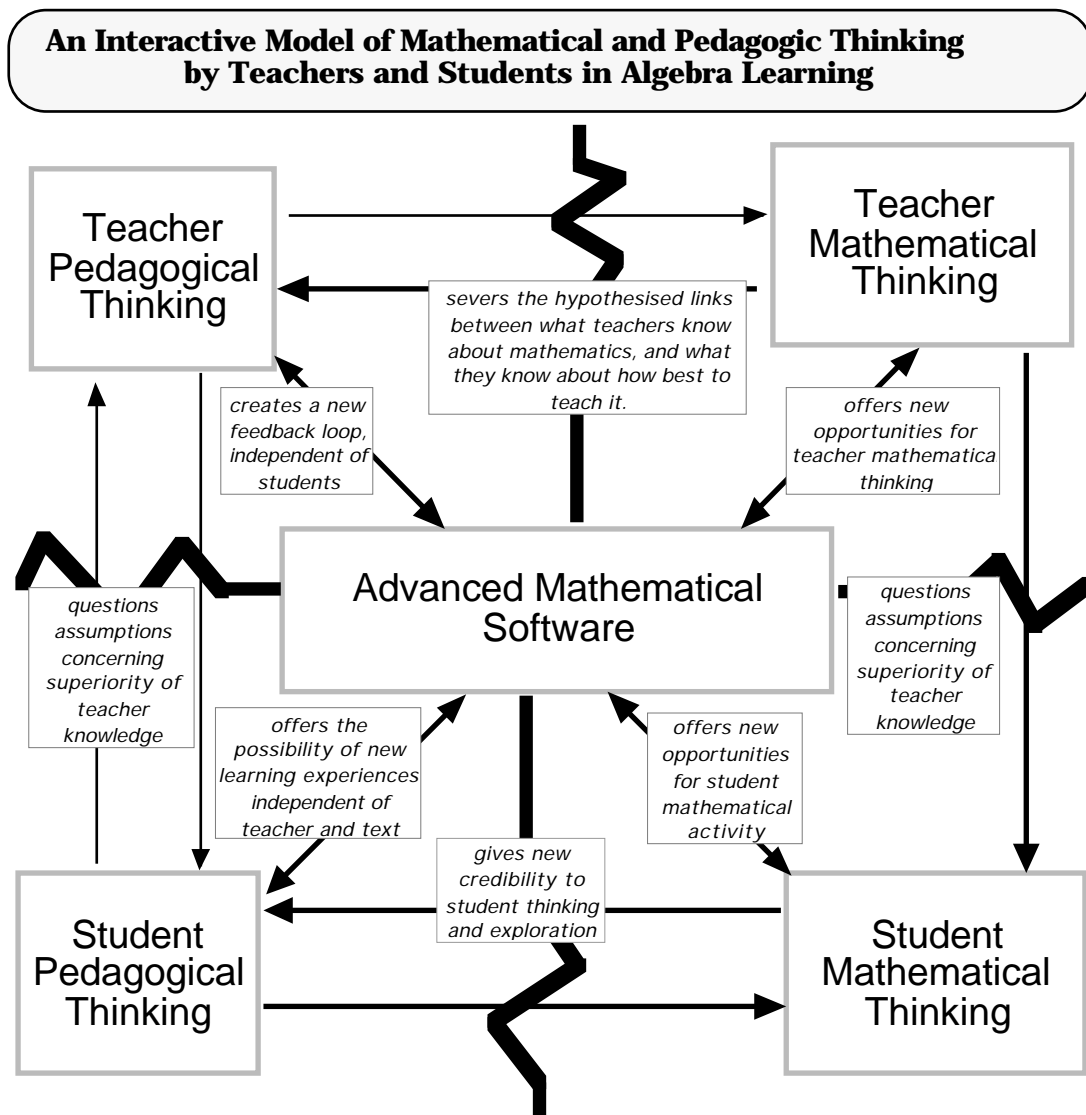 An Interactive Model of Mathematical and Pedagogic Thinking
by Teachers and Students in Algebra Learning
Teacher
Pedagogical
Thinking
Teacher
Mathematical
Thinking
severs the hypothesised links
between what teachers know
about mathematics, and what
they know about how best to
teach it.
creates a new
feedback loop,
independent of
students
offers new
opportunities for
teacher mathematica
thinking
Advanced Mathematical
Software
questions
assumptions
concerning
superiority of
teacher
knowledge
questions
assumptions
concerning
superiority of
teacher
knowledge
offers the
possibility of new
learning experiences
independent of
teacher and text
offers new
opportunities
for student
mathematical
activity
gives new
credibility to
student thinking
and exploration
Student
Pedagogical
Thinking
Student
Mathematical
Thinking